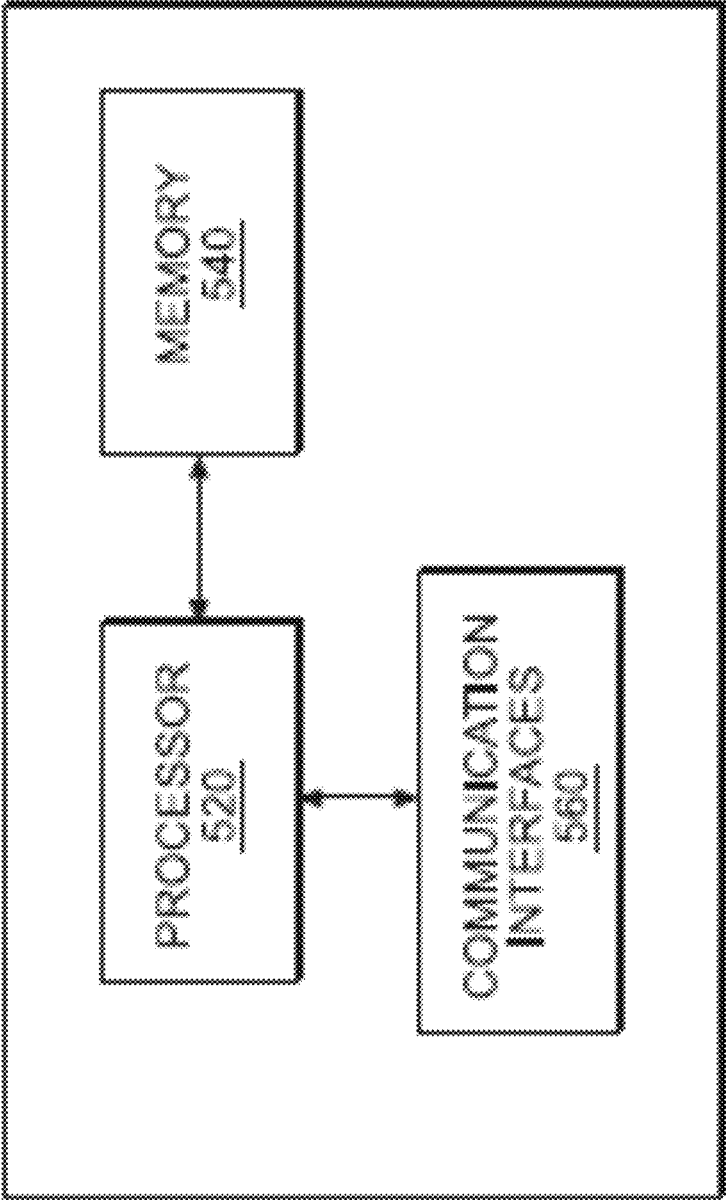 PROCESSOR
520
MEMORY
540
COMMUNICATION
INTERFACES
560